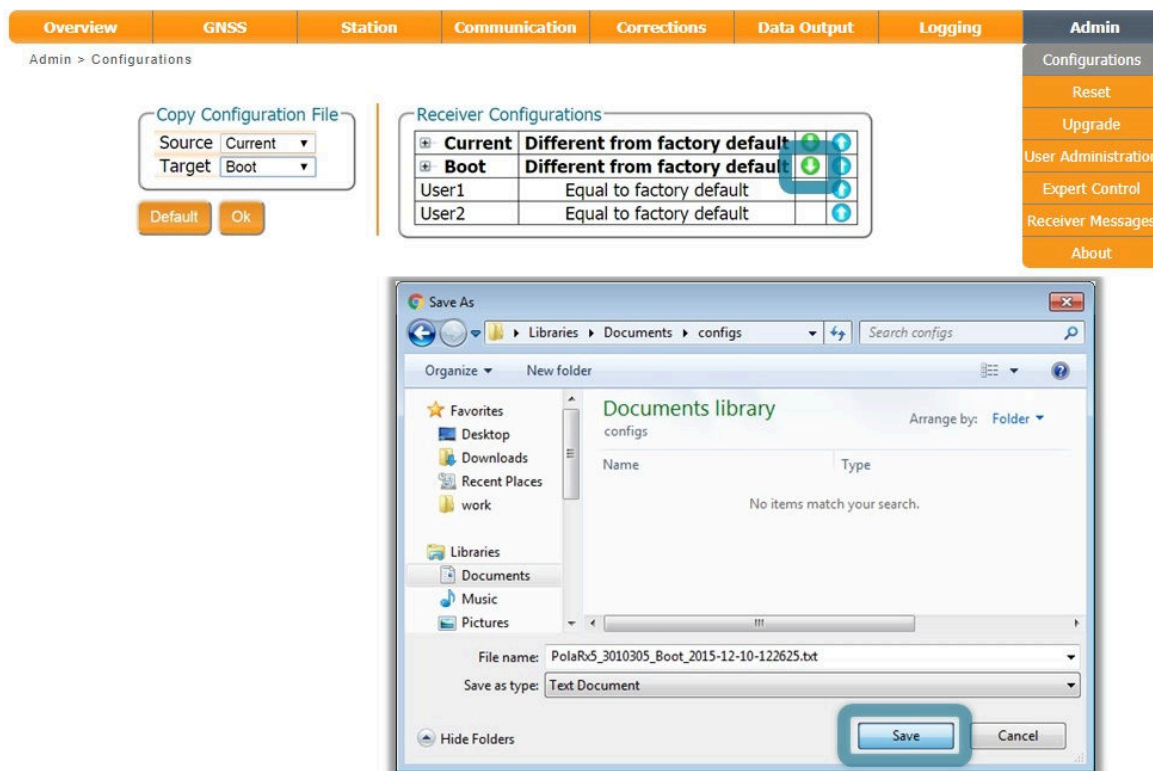 Overview GNSS Station Communication Corrections Data Output Logging Admin
Admin > Configurations
Configurations
Reset
Upgrade
User Administration
Expert Control
Receiver Messages
About
Copy Configuration File
Source Current
Target Boot
Default Ok
Receiver Configurations
Current Different from factory default
Boot Different from factory default
User1 Equal to factory default
User2 Equal to factory default
Save As
Libraries Documents configs Search configs
Organize New folder
Favorites
Desktop
Downloads
Recent Places
work
Libraries
Documents
Music
Pictures
Documents library
configs
Arrange by: Folder
Name Type
No items match your search.
File name: PolaRx5_3010305_Boot_2015-12-10-122625.txt
Save as type: Text Document
Hide Folders Save Cancel